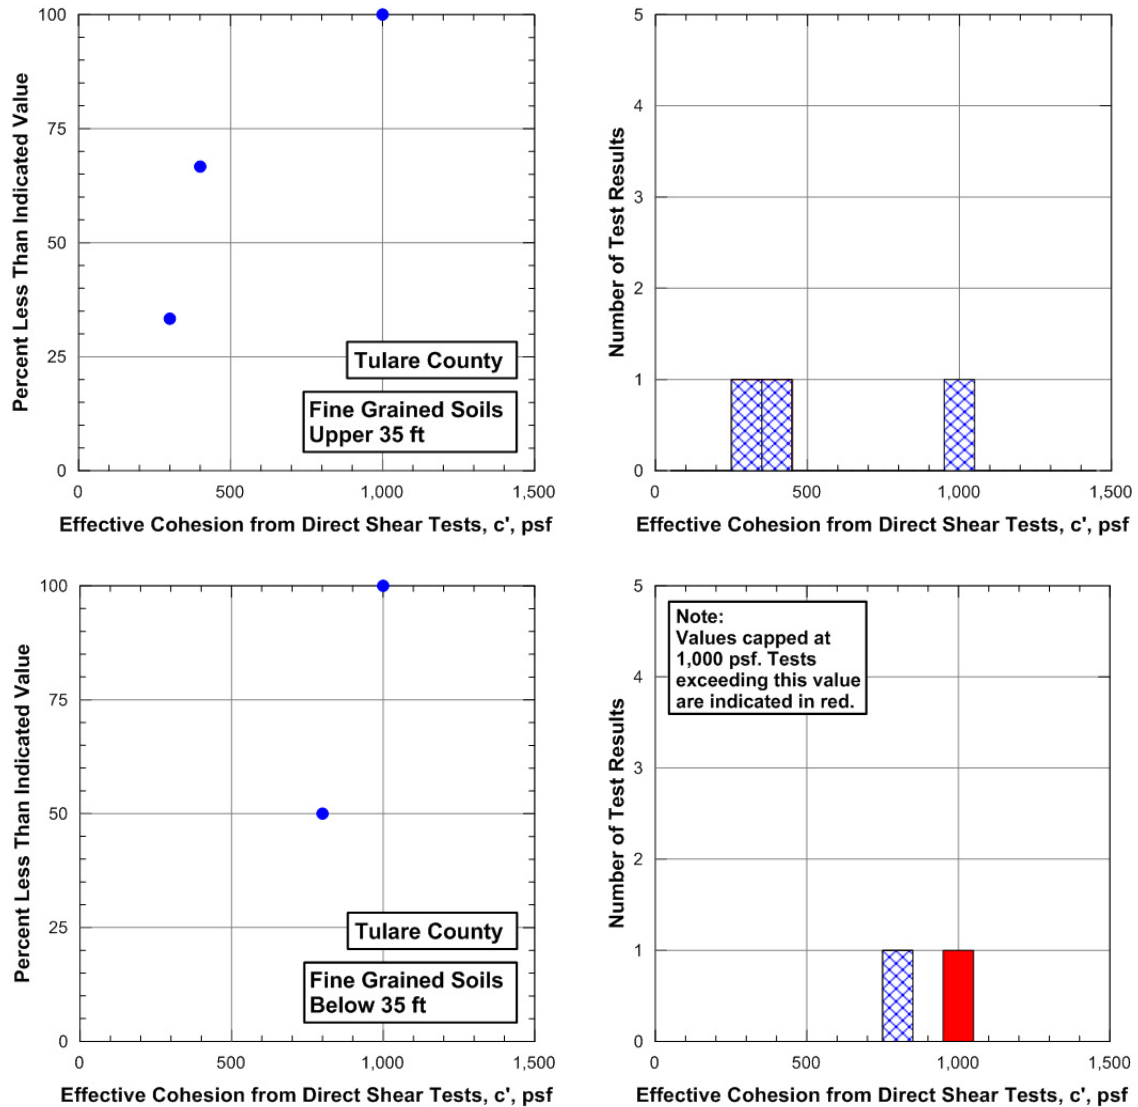 100
75
50
25
0
Percent Less Than Indicated Value
Tulare County
Fine Grained Soils
Upper 35 ft
0 500 1,000 1,500
Effective Cohesion from Direct Shear Tests, c', psf
5
4
3
2
1
0
Number of Test Results
0 500 1,000 1,500
Effective Cohesion from Direct Shear Tests, c', psf
100
75
50
25
0
Percent Less Than Indicated Value
Tulare County
Fine Grained Soils
Below 35 ft
0 500 1,000 1,500
Effective Cohesion from Direct Shear Tests, c', psf
5
4
3
2
1
0
Number of Test Results
Note:
Values capped at
1,000 psf. Tests
exceeding this value
are indicated in red.
0 500 1,000 1,500
Effective Cohesion from Direct Shear Tests, c', psf